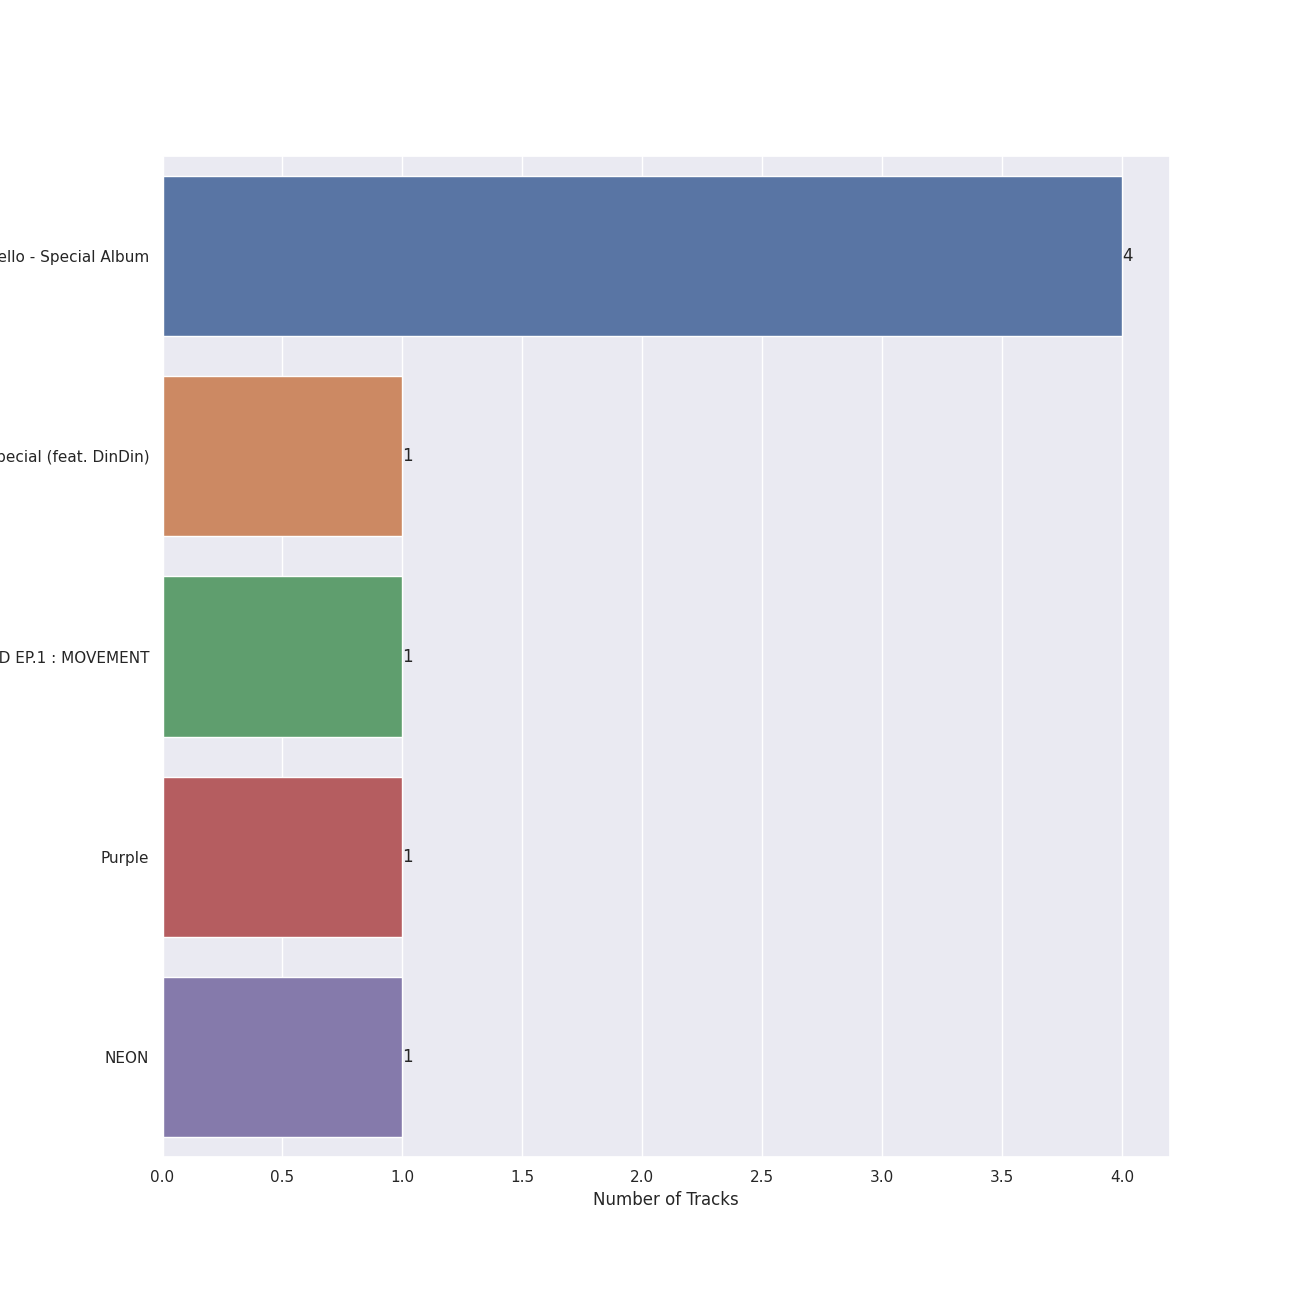 ello - Special Album
4
pecial (feat. DinDin)
1
D EP.1 : MOVEMENT
1
Purple
1
NEON
1
0.0 0.5 1.0 1.5 2.0 2.5 3.0 3.5 4.0
Number of Tracks